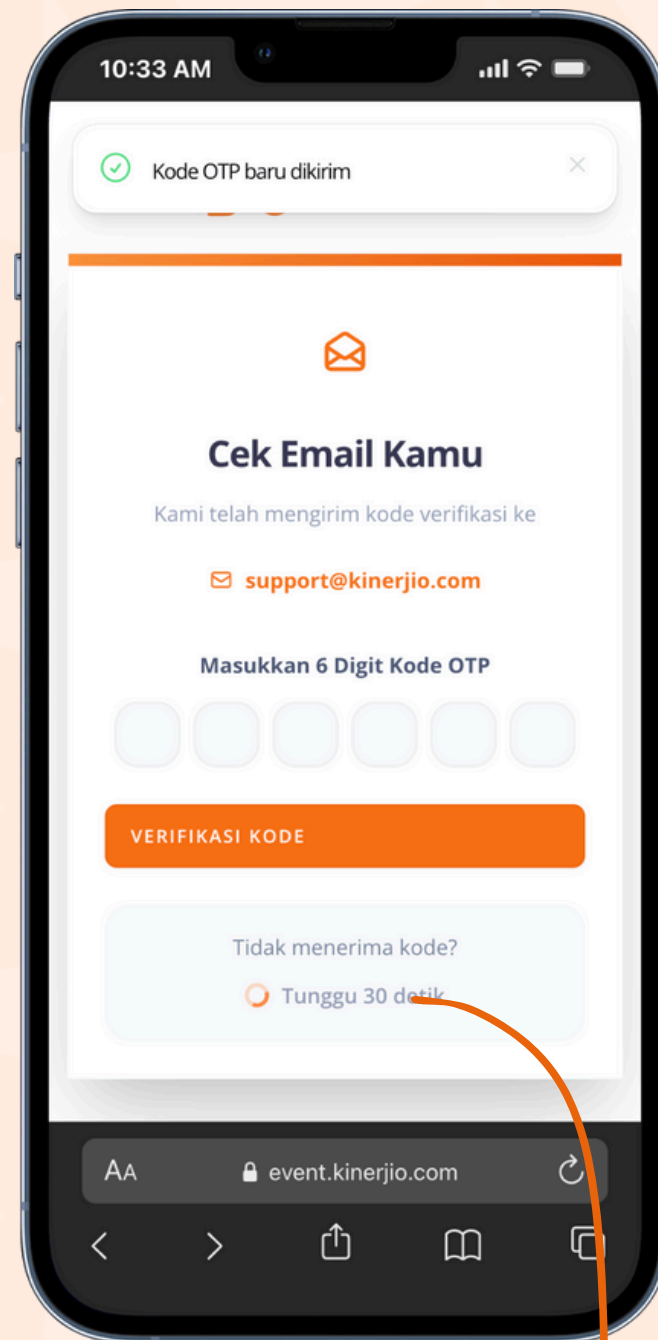 10:33 AM
Kode OTP baru dikirim
Cek Email Kamu
Kami telah mengirim kode verifikasi ke
support@kinerjio.com
Masukkan 6 Digit Kode OTP
VERIFIKASI KODE
Tidak menerima kode?
Tunggu 30 detik
AA event.kinerjio.com